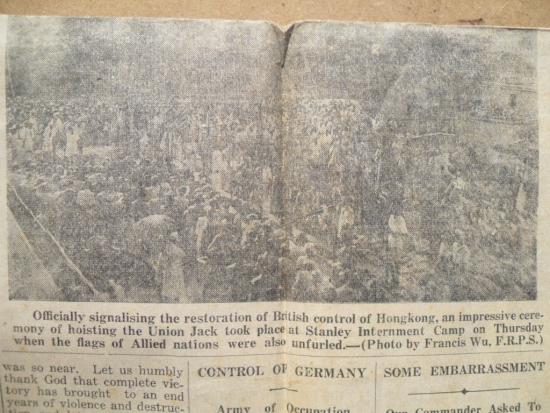 Officially signalising the restoration of British control of Hongkong, an impressive cere-
mony of hoisting the Union Jack took place at Stanley Internment Camp on Thursday
when the flags of Allied nations were also unfurled.—(Photo by Francis Wu, F.R.P.S.)
was so near. Let us humbly
thank God that complete vic-
tory has brought to an end
years of violence and destruc-
CONTROL OF GERMANY
Army of Occupation
SOME EMBARRASSMENT
Our Commander Asked To